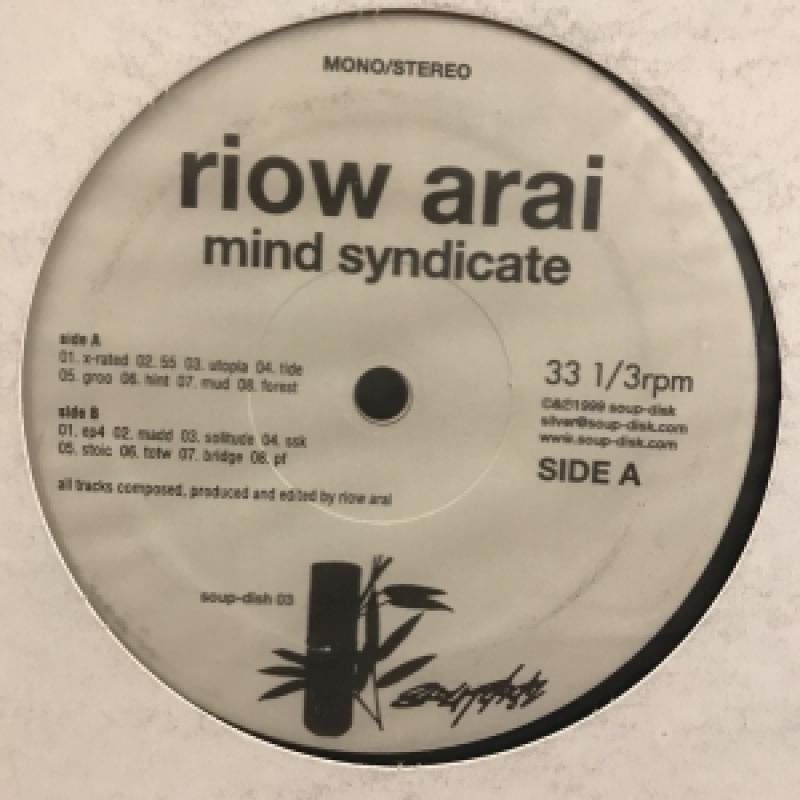 MONO/STEREO
riow arai
mind syndicate
side A
01. x-rated 02. 55 03. utopia 04. tide
05. groo 06. hint 07. mud 08. forest
side B
01. ep4 02. madd 03. solitude 04. ssk
05. stoic 06. tofw 07. bridge 08. pf
all tracks composed, produced and edited by riow arai
33 1/3rpm
©&℗1999 soup-disk
silver@soup-disk.com
www.soup-disk.com
SIDE A
soup-dish 03